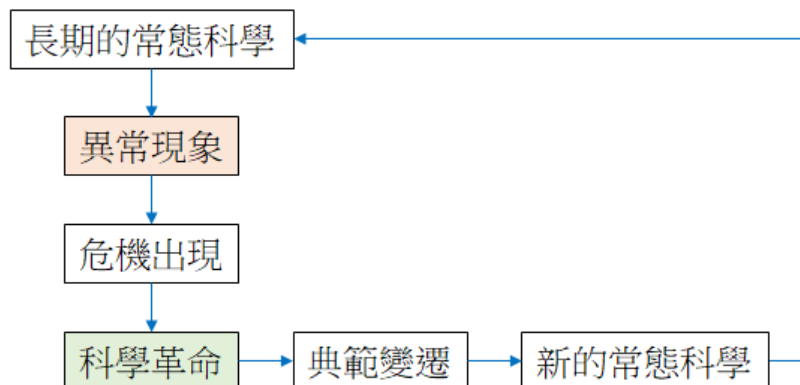 長期的常態科學
異常現象
危機出現
科學革命
典範變遷
新的常態科學